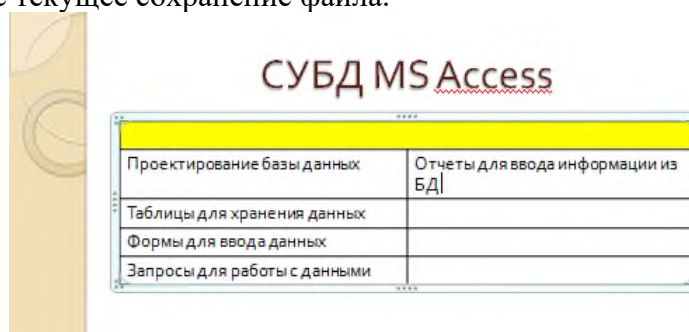 текущее сохранение файла.
СУБД MS Access
Проектирование базы данных
Отчеты для ввода информации из
БД
Таблицы для хранения данных
Формы для ввода данных
Запросы для работы с данными